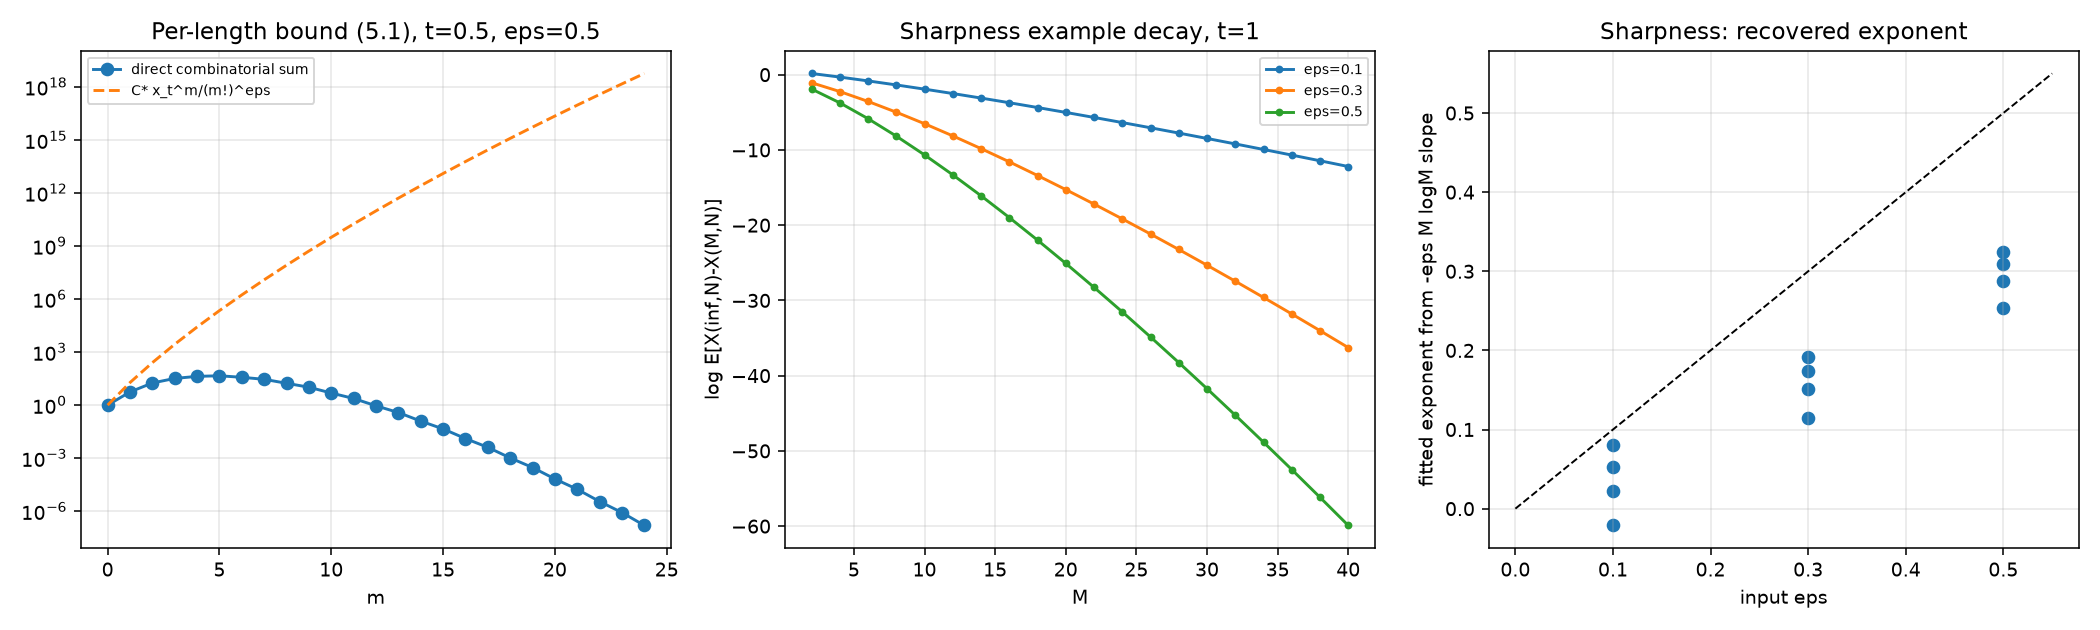 Per-length bound (5.1), t=0.5, eps=0.5
direct combinatorial sum
C* x_t^m/(m!)^eps
10^18
10^15
10^12
10^9
10^6
10^3
10^0
10^−3
10^−6
0 5 10 15 20 25
m
Sharpness example decay, t=1
eps=0.1
eps=0.3
eps=0.5
log E[X(inf,N)-X(M,N)]
0
−10
−20
−30
−40
−50
−60
5 10 15 20 25 30 35 40
M
Sharpness: recovered exponent
fitted exponent from -eps M logM slope
0.5
0.4
0.3
0.2
0.1
0.0
0.0 0.1 0.2 0.3 0.4 0.5
input eps